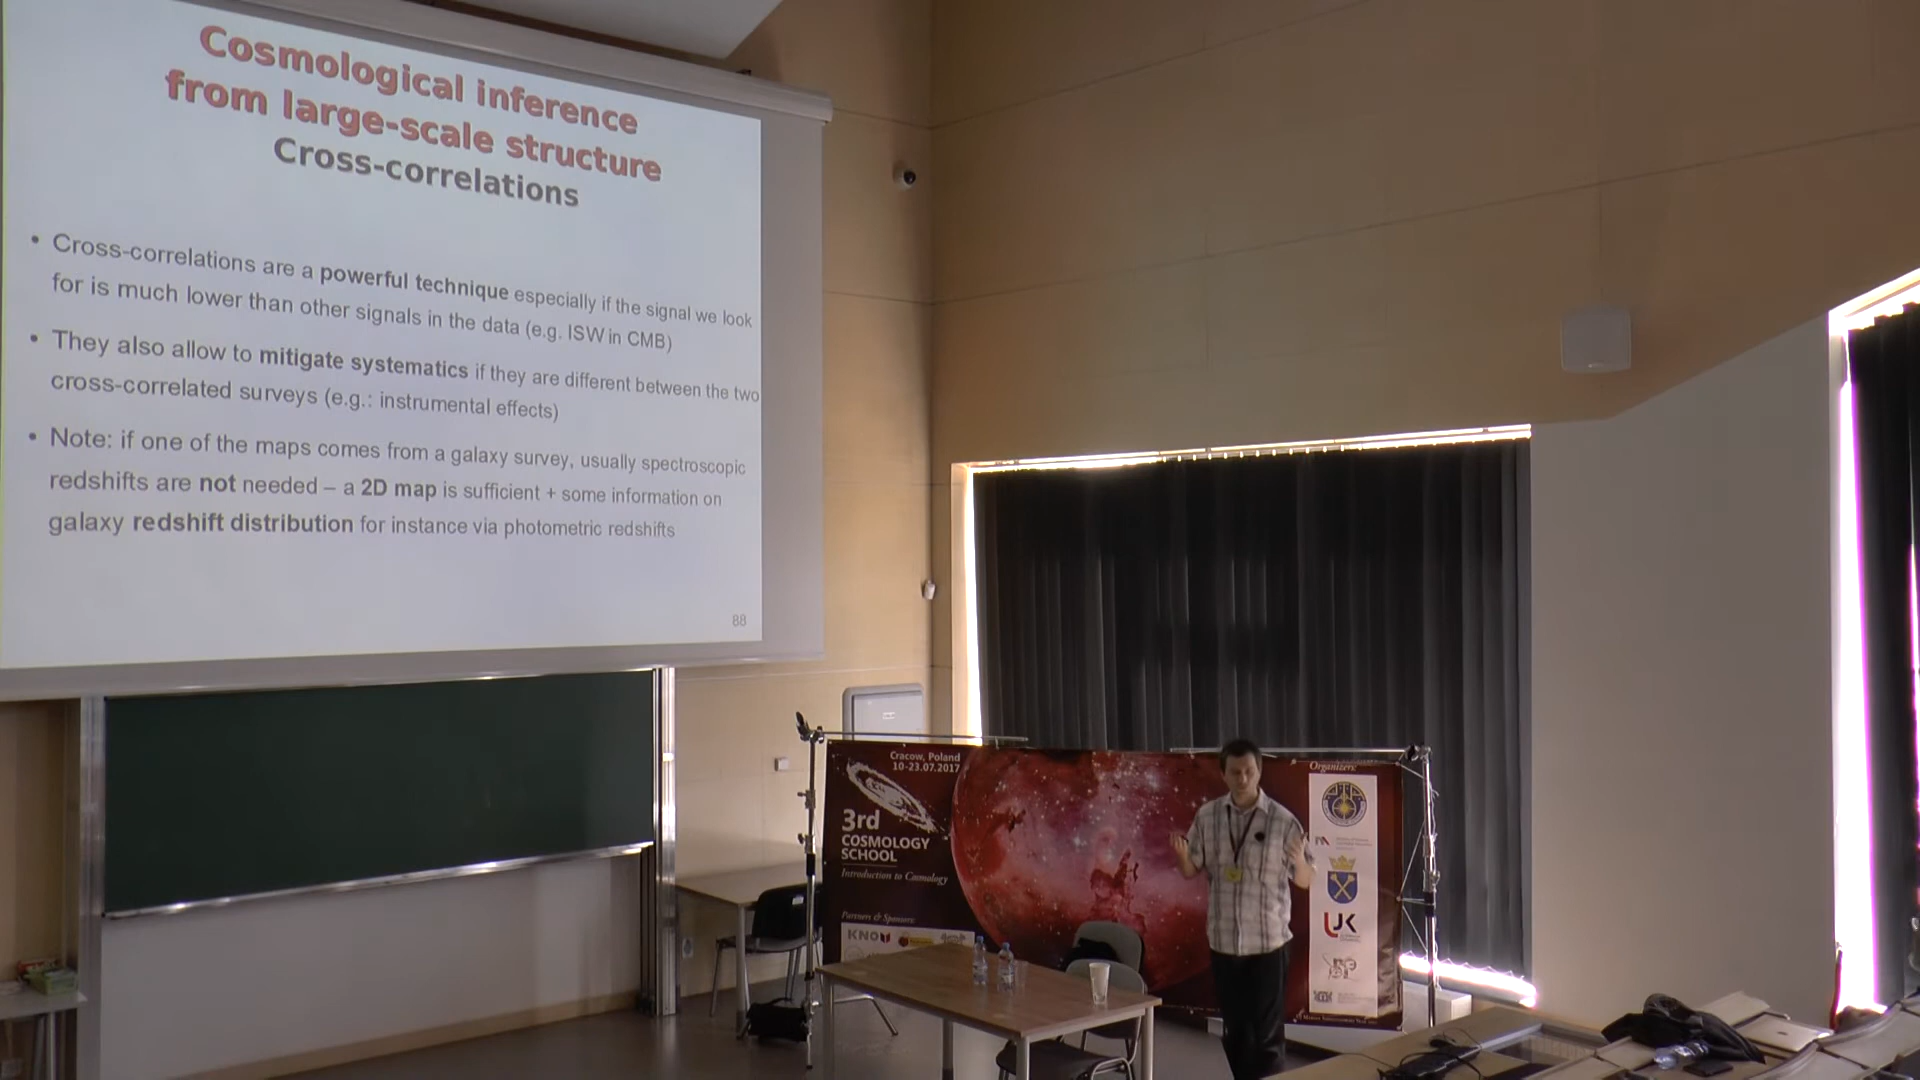 Cosmological inference
from large-scale structure
Cross-correlations
• Cross-correlations are a powerful technique especially if the signal we look
for is much lower than other signals in the data (e.g. ISW in CMB)
• They also allow to mitigate systematics if they are different between the two
cross-correlated surveys (e.g.: instrumental effects)
• Note: if one of the maps comes from a galaxy survey, usually spectroscopic
redshifts are not needed – a 2D map is sufficient + some information on
galaxy redshift distribution for instance via photometric redshifts
88
Cracow, Poland
10-23.07.2017
3rd
COSMOLOGY
SCHOOL
Introduction to Cosmology
Partners & Sponsors:
KNOW
Organizers:
UJK